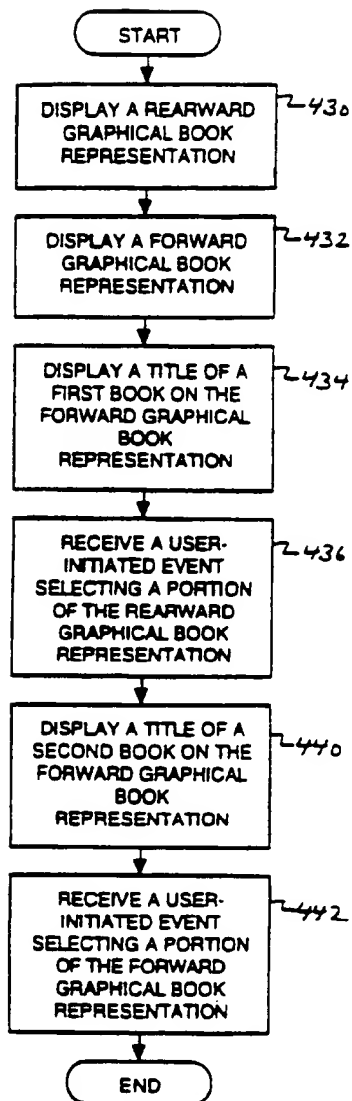 START
DISPLAY A REARWARD
GRAPHICAL BOOK
REPRESENTATION
430
DISPLAY A FORWARD
GRAPHICAL BOOK
REPRESENTATION
432
DISPLAY A TITLE OF A
FIRST BOOK ON THE
FORWARD GRAPHICAL
BOOK
REPRESENTATION
434
RECEIVE A USER-
INITIATED EVENT
SELECTING A PORTION
OF THE REARWARD
GRAPHICAL BOOK
REPRESENTATION
436
DISPLAY A TITLE OF A
SECOND BOOK ON THE
FORWARD GRAPHICAL
BOOK
REPRESENTATION
440
RECEIVE A USER-
INITIATED EVENT
SELECTING A PORTION
OF THE FORWARD
GRAPHICAL BOOK
REPRESENTATION
442
END